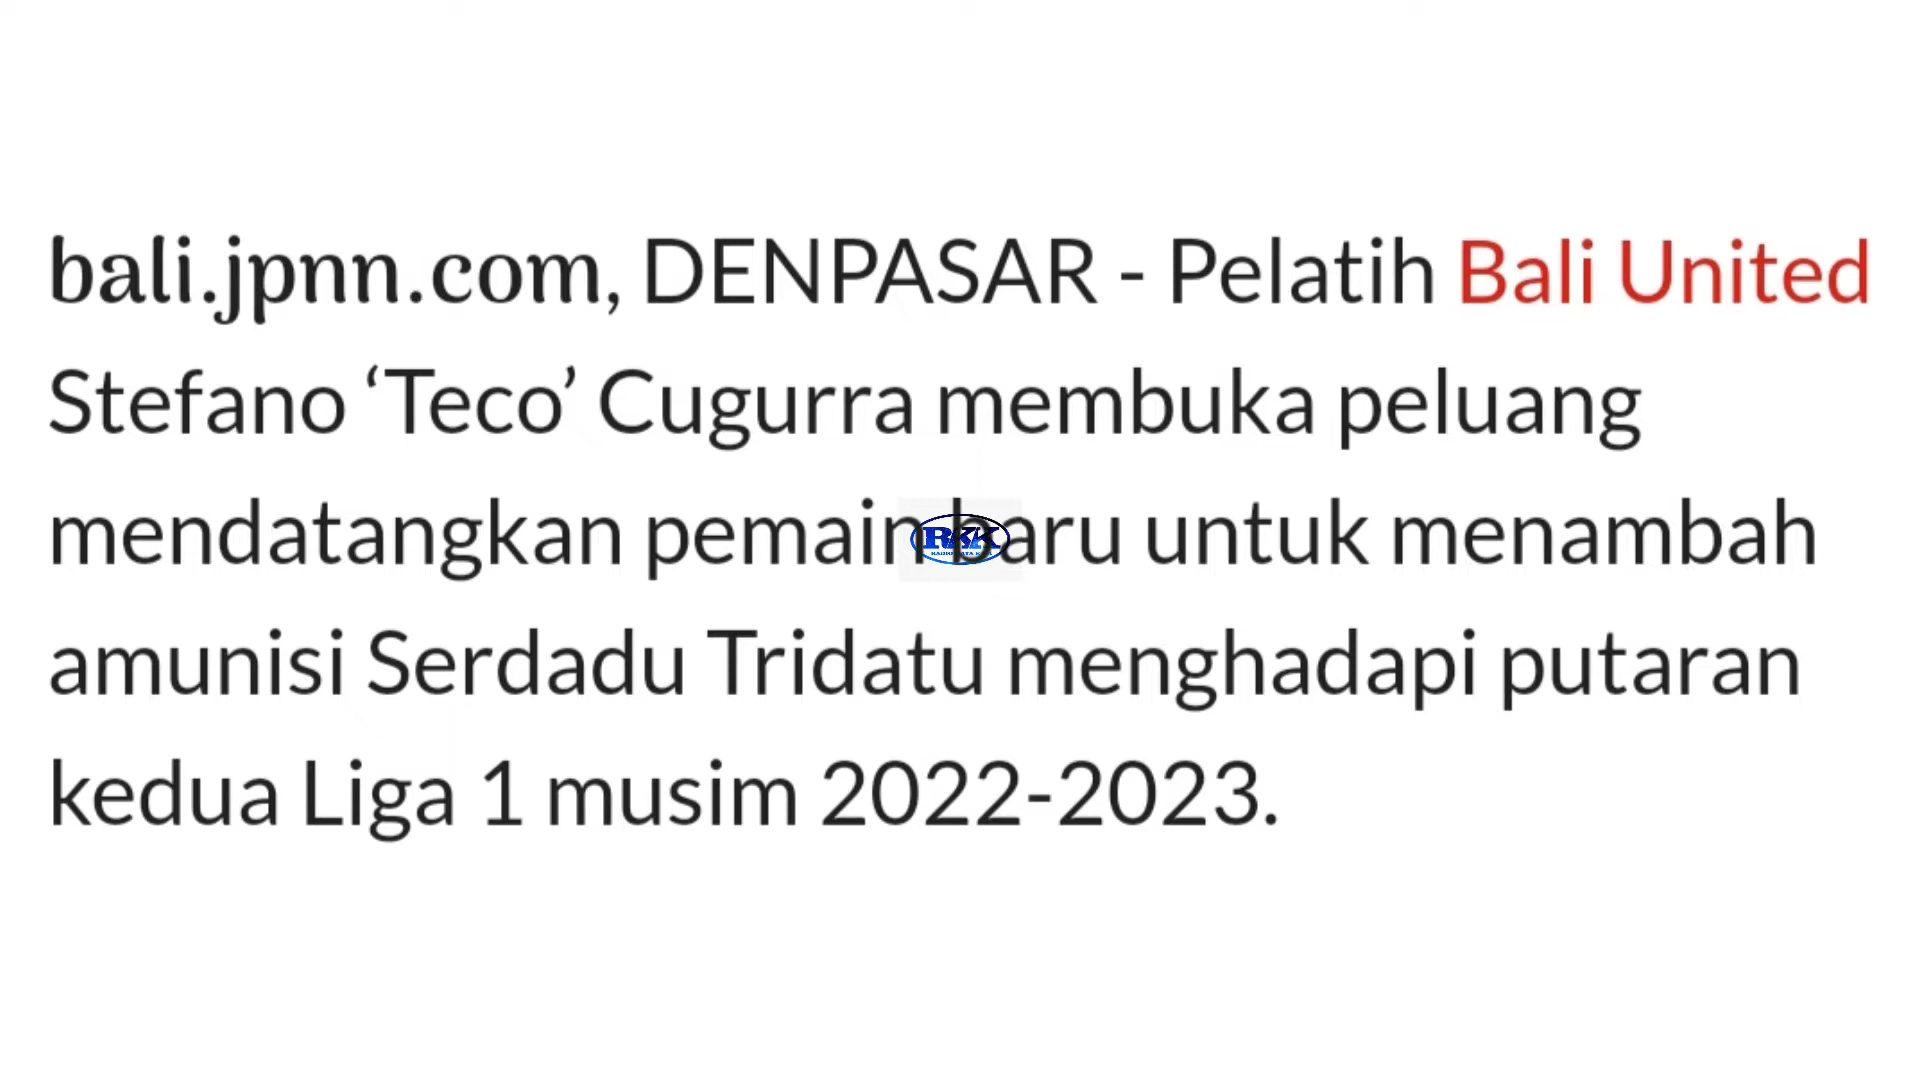 bali.jpnn.com, DENPASAR - Pelatih Bali United
Stefano ‘Teco’ Cugurra membuka peluang
mendatangkan pemain baru untuk menambah
RKK
amunisi Serdadu Tridatu menghadapi putaran
kedua Liga 1 musim 2022-2023.